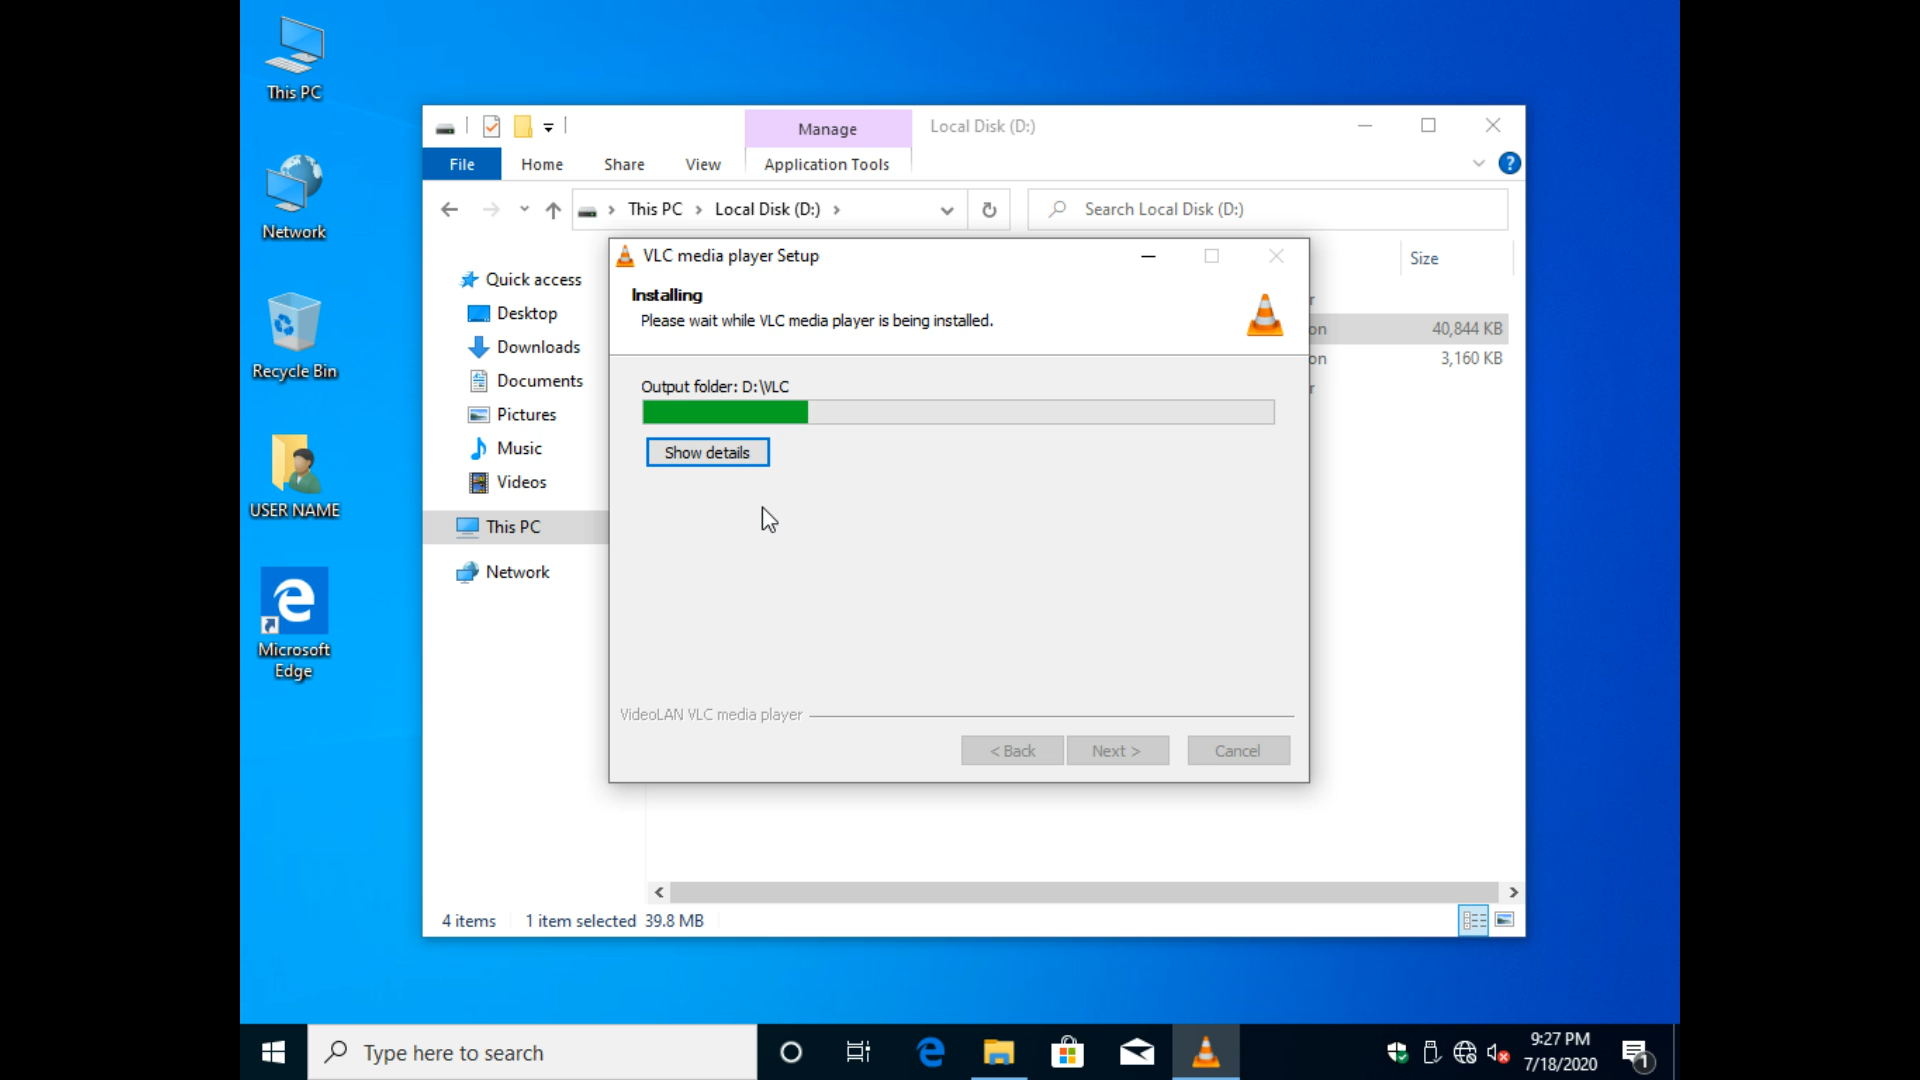 This PC
Network
Recycle Bin
USER NAME
Microsoft
Edge
Manage
Local Disk (D:)
File
Home
Share
View
Application Tools
This PC
Local Disk (D:)
Search Local Disk (D:)
Size
40,844 KB
3,160 KB
Quick access
Desktop
Downloads
Documents
Pictures
Music
Videos
This PC
Network
VLC media player Setup
Installing
Please wait while VLC media player is being installed.
Output folder: D:\VLC
Show details
VideoLAN VLC media player
< Back
Next >
Cancel
4 items
1 item selected 39.8 MB
Type here to search
9:27 PM
7/18/2020
1